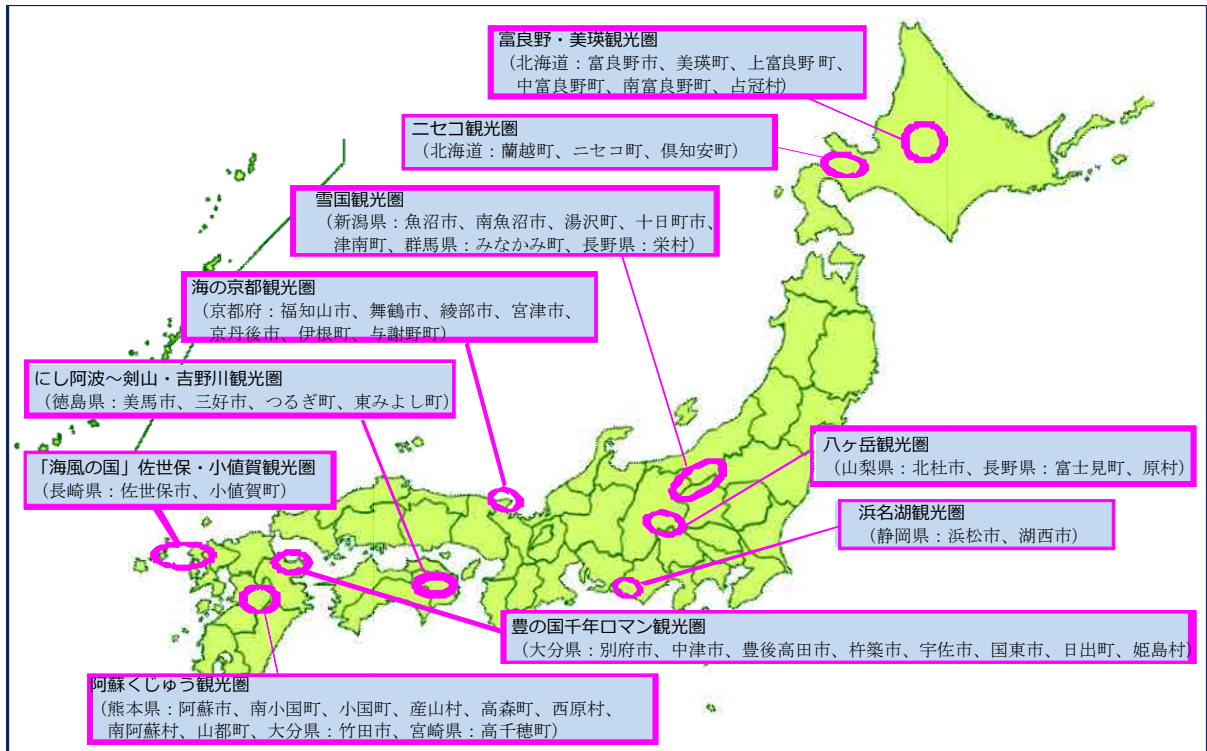 富良野・美瑛観光圏
（北海道：富良野市、美瑛町、上富良野町、
中富良野町、南富良野町、占冠村）
ニセコ観光圏
（北海道：蘭越町、ニセコ町、倶知安町）
雪国観光圏
（新潟県：魚沼市、南魚沼市、湯沢町、十日町市、
津南町、群馬県：みなかみ町、長野県：栄村）
海の京都観光圏
（京都府：福知山市、舞鶴市、綾部市、宮津市、
京丹後市、伊根町、与謝野町）
にし阿波～剣山・吉野川観光圏
（徳島県：美馬市、三好市、つるぎ町、東みよし町）
「海風の国」佐世保・小値賀観光圏
（長崎県：佐世保市、小値賀町）
八ヶ岳観光圏
（山梨県：北杜市、長野県：富士見町、原村）
浜名湖観光圏
（静岡県：浜松市、湖西市）
豊の国千年ロマン観光圏
（大分県：別府市、中津市、豊後高田市、杵築市、宇佐市、国東市、日出町、姫島村）
阿蘇くじゅう観光圏
（熊本県：阿蘇市、南小国町、小国町、産山村、高森町、西原村、
南阿蘇村、山都町、大分県：竹田市、宮崎県：高千穂町）